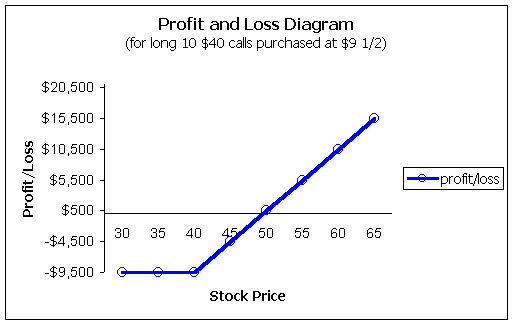 Profit and Loss Diagram
(for long 10 $40 calls purchased at $9 1/2)
Profit/Loss
$20,500
$15,500
$10,500
$5,500
$500
-$4,500
-$9,500
30 35 40 45 50 55 60 65
Stock Price
profit/loss